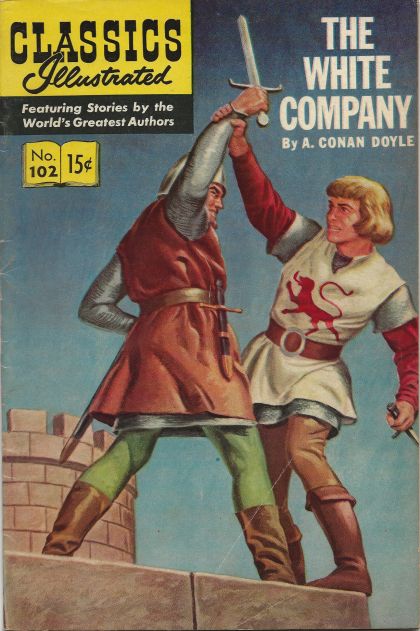 CLASSICS
Illustrated
Featuring Stories by the
World's Greatest Authors
No.
102
15¢
THE
WHITE
COMPANY
By A. CONAN DOYLE